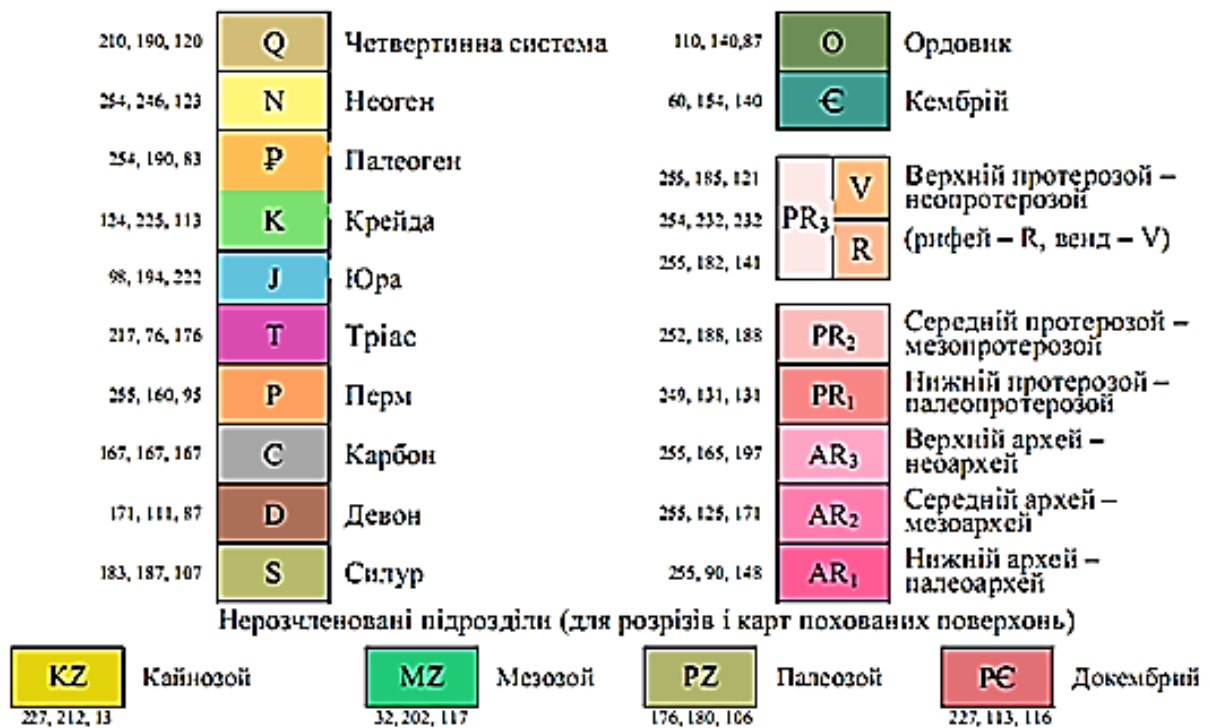 210, 190, 120 Q Четвертинна система
254, 246, 123 N Неоген
254, 190, 83 ₽ Палеоген
124, 225, 113 K Крейда
98, 194, 222 J Юра
217, 76, 176 T Тріас
255, 160, 95 P Перм
167, 167, 167 C Карбон
171, 111, 87 D Девон
183, 187, 107 S Силур
110, 140,87 O Ордовик
60, 154, 140 Є Кембрій
255, 185, 121 V Верхній протерозой –
254, 232, 232 PR₃ неопротерозой
255, 182, 141 R (рифей – R, венд – V)
Середній протерозой –
252, 188, 188 PR₂ мезопротерозой
Нижній протерозой –
249, 131, 131 PR₁ палеопротерозой
Верхній архей –
255, 165, 197 AR₃ неоархей
Середній архей –
255, 125, 171 AR₂ мезоархей
Нижній архей –
255, 90, 148 AR₁ палеоархей
Нерозчленовані підрозділи (для розрізів і карт похованих поверхонь)
KZ Кайнозой MZ Мезозой PZ Палеозой PЄ Докембрий
227, 212, 13 32, 202, 117 176, 180, 106 227, 113, 116